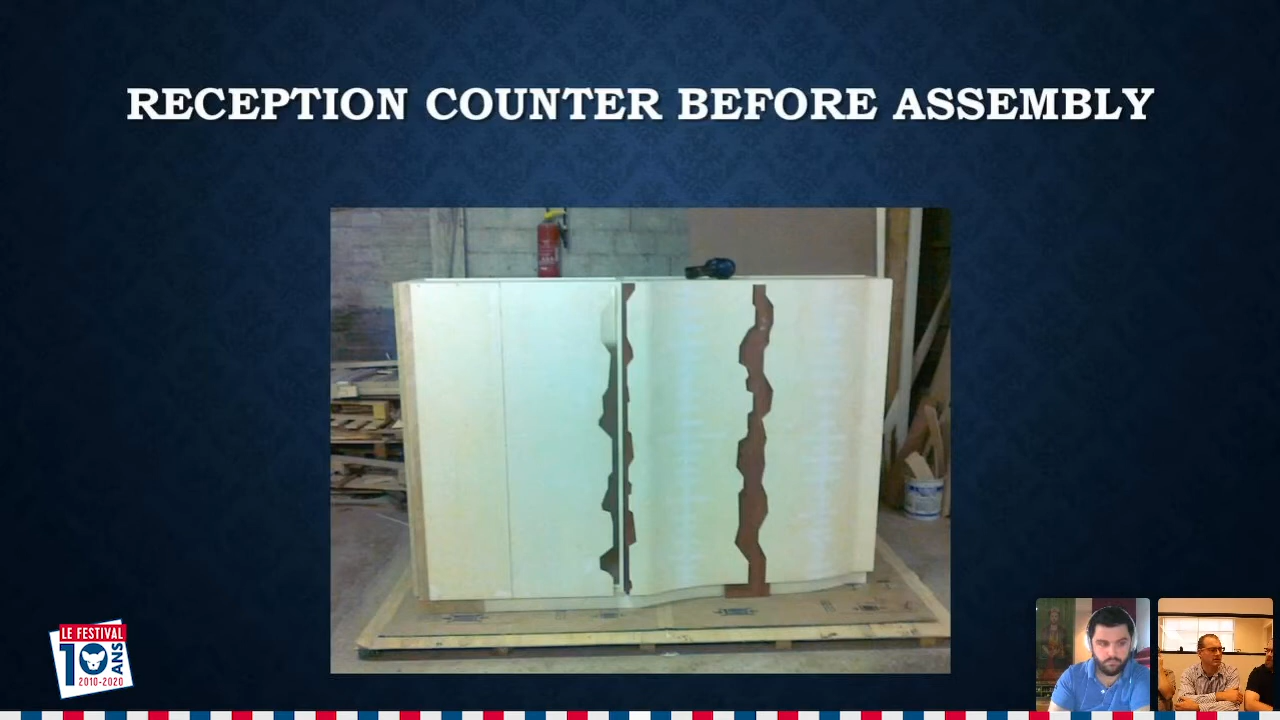 RECEPTION COUNTER BEFORE ASSEMBLY
LE FESTIVAL
10 ANS
2010-2020